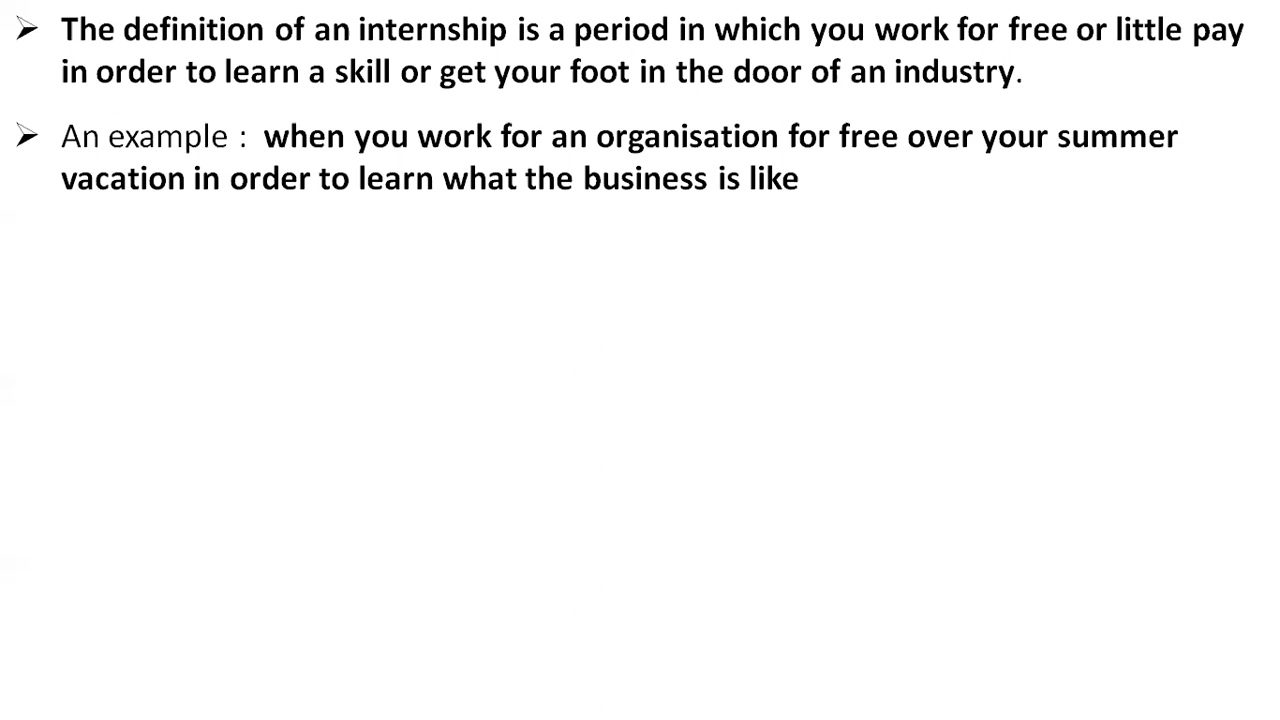 ➢ The definition of an internship is a period in which you work for free or little pay
in order to learn a skill or get your foot in the door of an industry.
➢ An example : when you work for an organisation for free over your summer
vacation in order to learn what the business is like